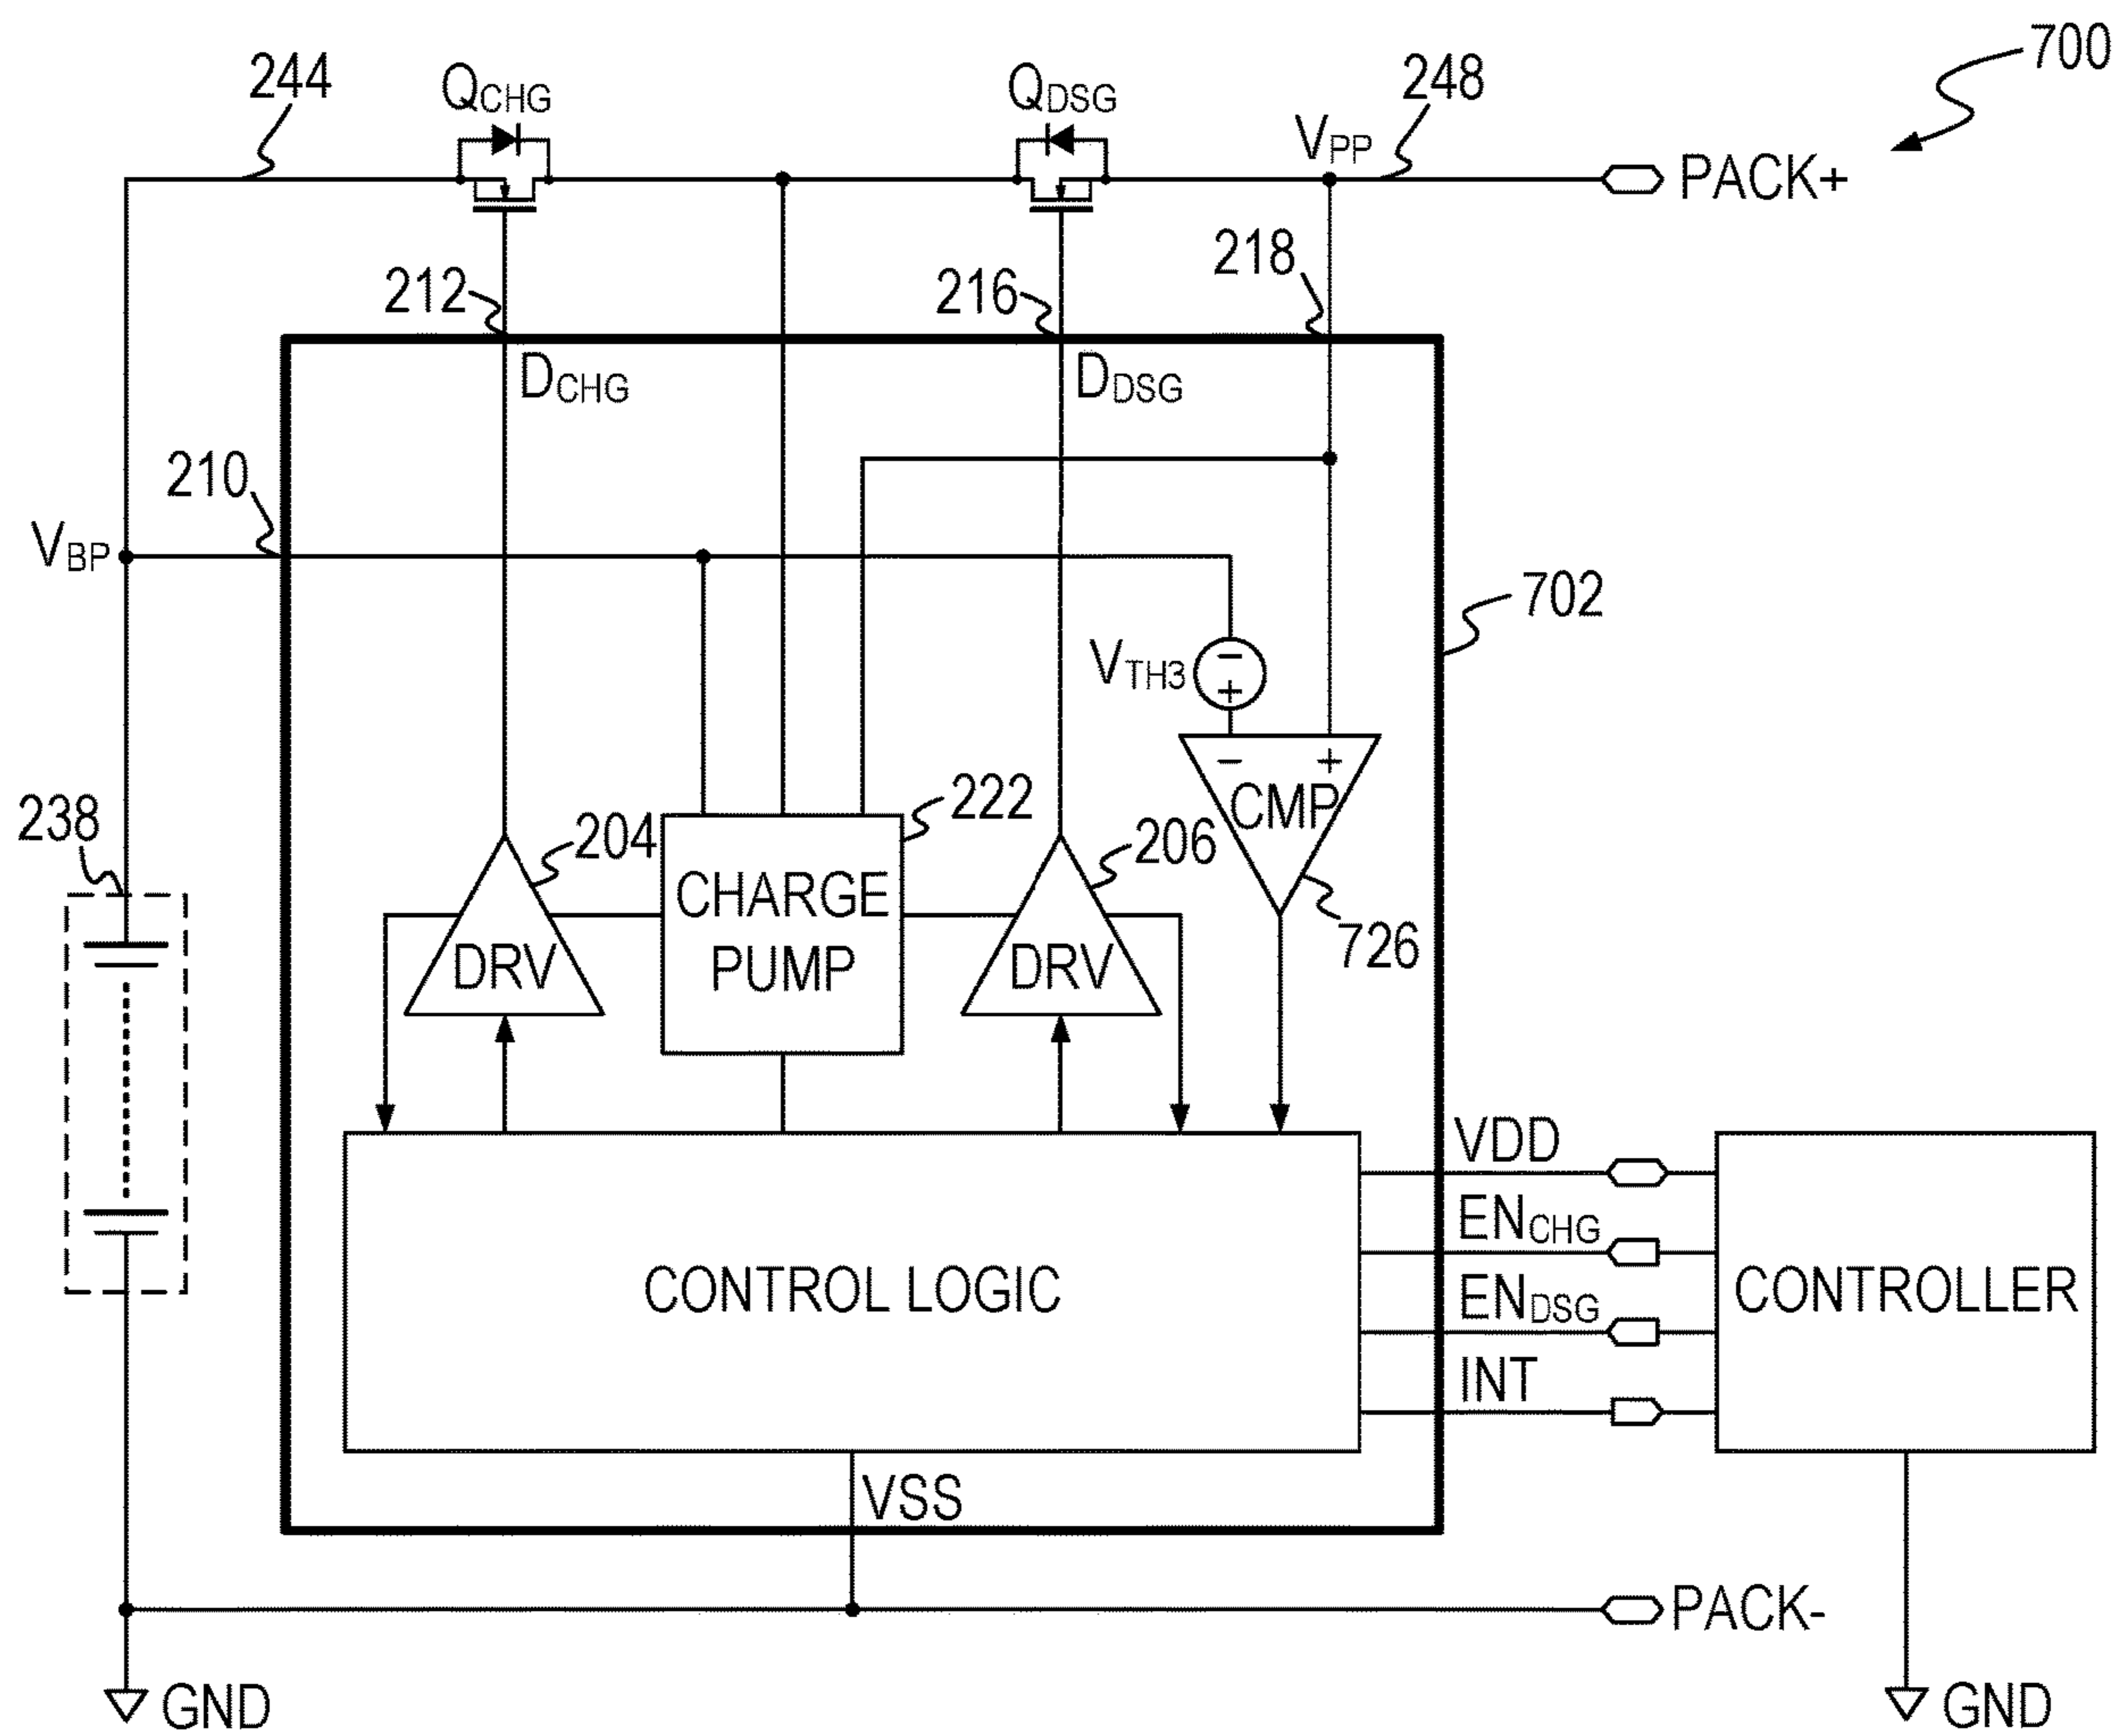 700
244
QCHG
QDSG
248
VPP
PACK+
212
216
218
DCHG
DDSG
210
VBP
702
VTH3
- +
- +
CMP
238
204
222
206
CHARGE
PUMP
DRV
DRV
726
VDD
ENCHG
CONTROL LOGIC
CONTROLLER
ENDSG
INT
VSS
PACK-
GND
GND